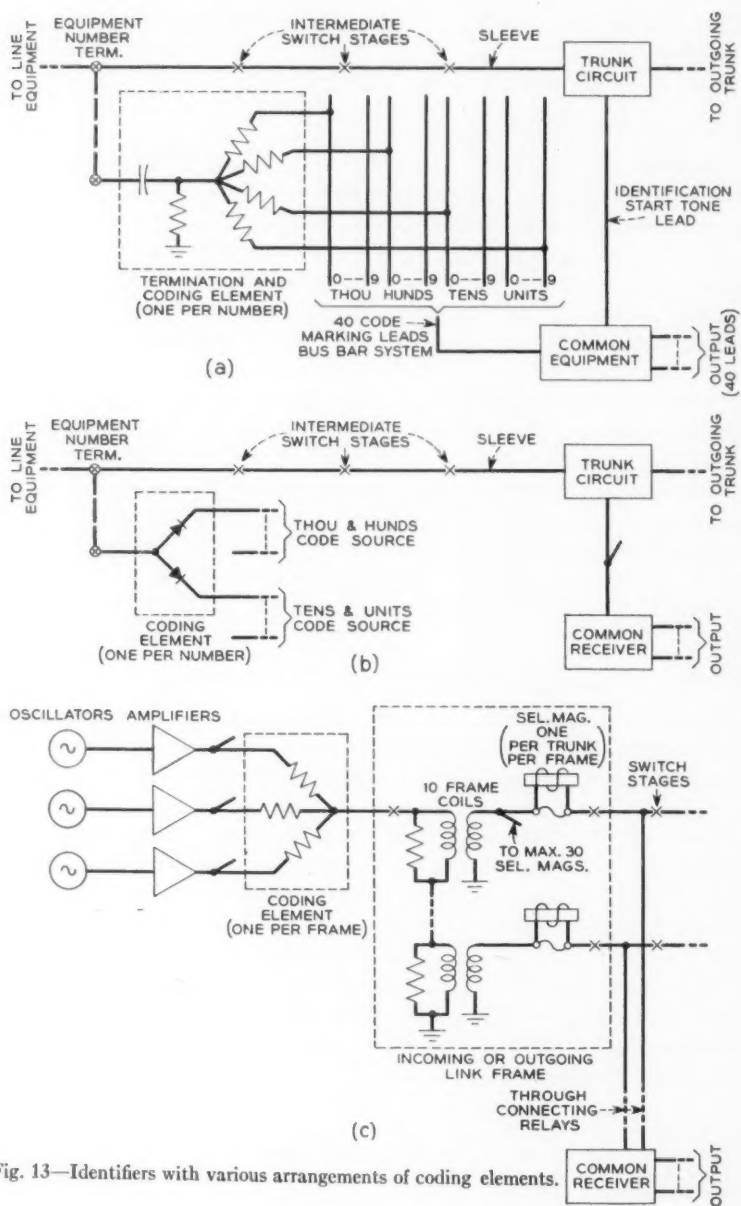 EQUIPMENT
NUMBER
TERM.
INTERMEDIATE
SWITCH STAGES
SLEEVE
TO LINE
EQUIPMENT
TRUNK
CIRCUIT
TO OUTGOING
TRUNK
IDENTIFICATION
START TONE
LEAD
TERMINATION AND
CODING ELEMENT
(ONE PER NUMBER)
0---9 0---9 0---9 0---9
THOU HUNDS TENS UNITS
40 CODE
MARKING LEADS
BUS BAR SYSTEM
COMMON
EQUIPMENT
OUTPUT
(40 LEADS)
(a)
EQUIPMENT
NUMBER
TERM.
INTERMEDIATE
SWITCH STAGES
SLEEVE
TO LINE
EQUIPMENT
TRUNK
CIRCUIT
TO OUTGOING
TRUNK
THOU & HUNDS
CODE SOURCE
TENS & UNITS
CODE SOURCE
CODING
ELEMENT
(ONE PER NUMBER)
COMMON
RECEIVER
OUTPUT
(b)
OSCILLATORS AMPLIFIERS
SEL. MAG.
(ONE
PER TRUNK
PER FRAME)
SWITCH
STAGES
10 FRAME
COILS
TO MAX. 30
SEL. MAGS.
CODING
ELEMENT
(ONE PER FRAME)
INCOMING OR OUTGOING
LINK FRAME
THROUGH
CONNECTING
RELAYS
(c)
COMMON
RECEIVER
OUTPUT
Fig. 13—Identifiers with various arrangements of coding elements.